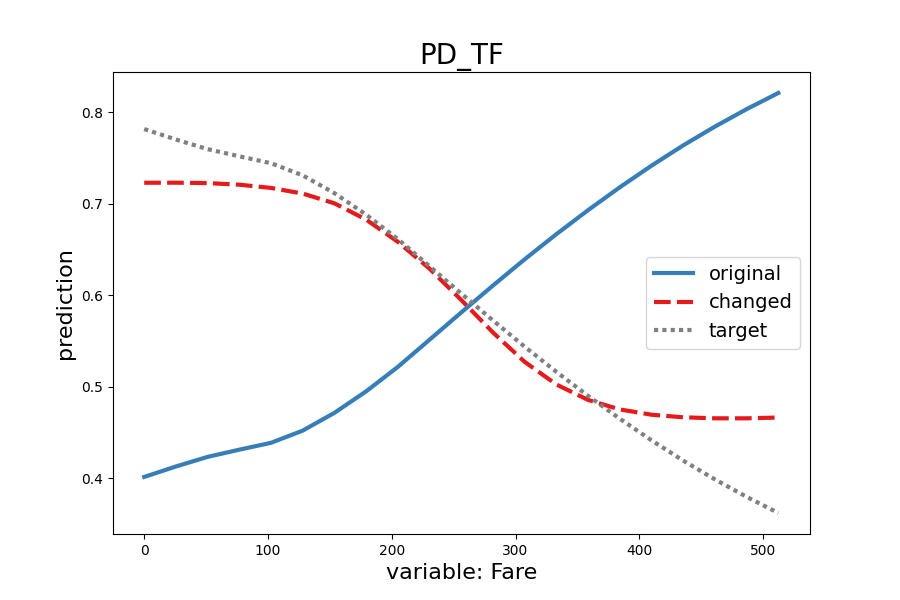 PD_TF
0.8
0.7
0.6
0.5
0.4
prediction
original
changed
target
0 100 200 300 400 500
variable: Fare